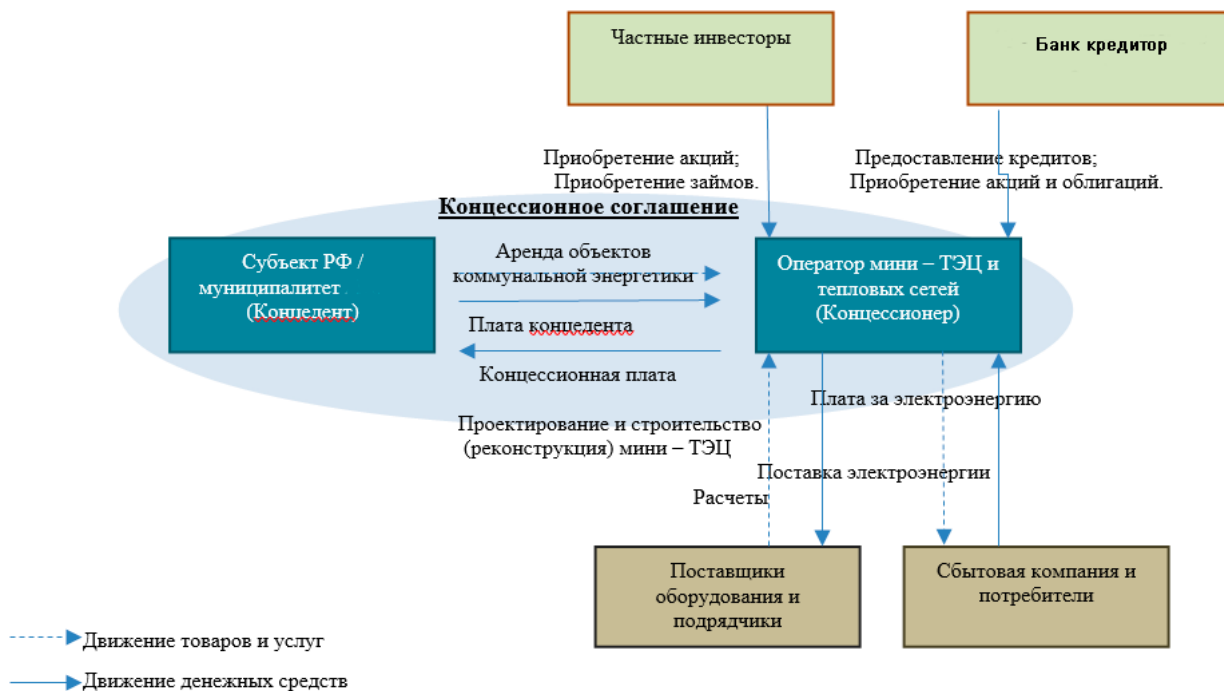 Частные инвесторы
Банк кредитор
Приобретение акций;
Приобретение займов.
Предоставление кредитов;
Приобретение акций и облигаций.
Концессионное соглашение
Субъект РФ /
муниципалитет
(Концедент)
Аренда объектов
коммунальной энергетики
Плата концедента
Концессионная плата
Оператор мини – ТЭЦ и
тепловых сетей
(Концессионер)
Проектирование и строительство
(реконструкция) мини – ТЭЦ
Расчеты
Плата за электроэнергию
Поставка электроэнергии
Поставщики
оборудования и
подрядчики
Сбытовая компания и
потребители
Движение товаров и услуг
Движение денежных средств